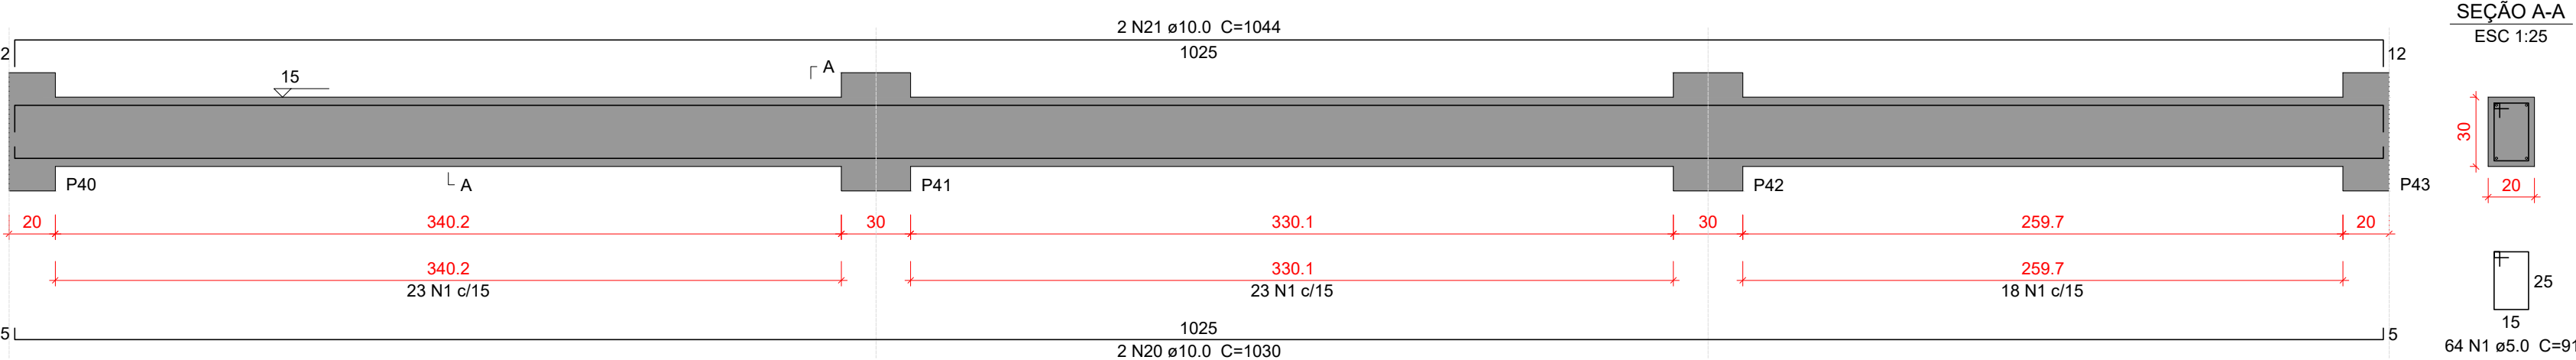 2 N21 ø10.0 C=1044
SEÇÃO A-A
ESC 1:25
2
1025
12
15
A
30
A
P40
P41
P42
P43
20
20
340.2
30
330.1
30
259.7
20
340.2
330.1
259.7
23 N1 c/15
23 N1 c/15
18 N1 c/15
25
15
5
1025
5
2 N20 ø10.0 C=1030
64 N1 ø5.0 C=91